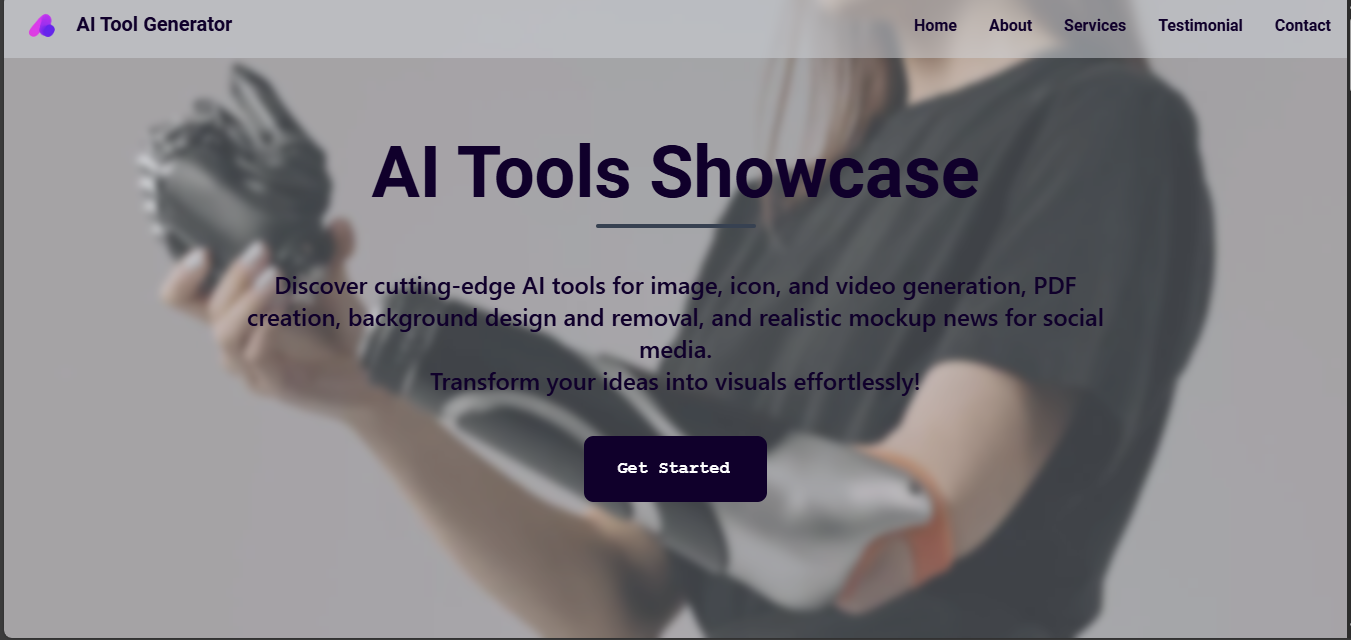 AI Tool Generator
Home About Services Testimonial Contact
AI Tools Showcase
Discover cutting-edge AI tools for image, icon, and video generation, PDF
creation, background design and removal, and realistic mockup news for social
media.
Transform your ideas into visuals effortlessly!
Get Started